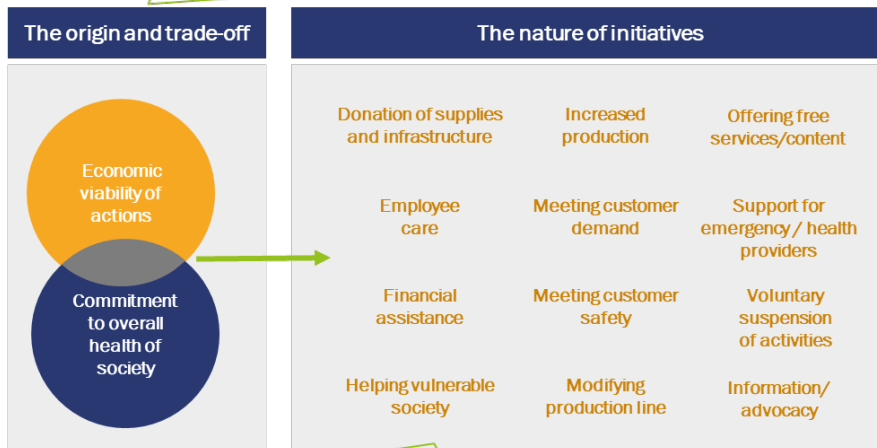 The origin and trade-off
The nature of initiatives
Economic
viability of
actions
Commitment
to overall
health of
society
Donation of supplies
and infrastructure
Increased
production
Offering free
services/content
Employee
care
Meeting customer
demand
Support for
emergency / health
providers
Financial
assistance
Meeting customer
safety
Voluntary
suspension
of activities
Helping vulnerable
society
Modifying
production line
Information/
advocacy